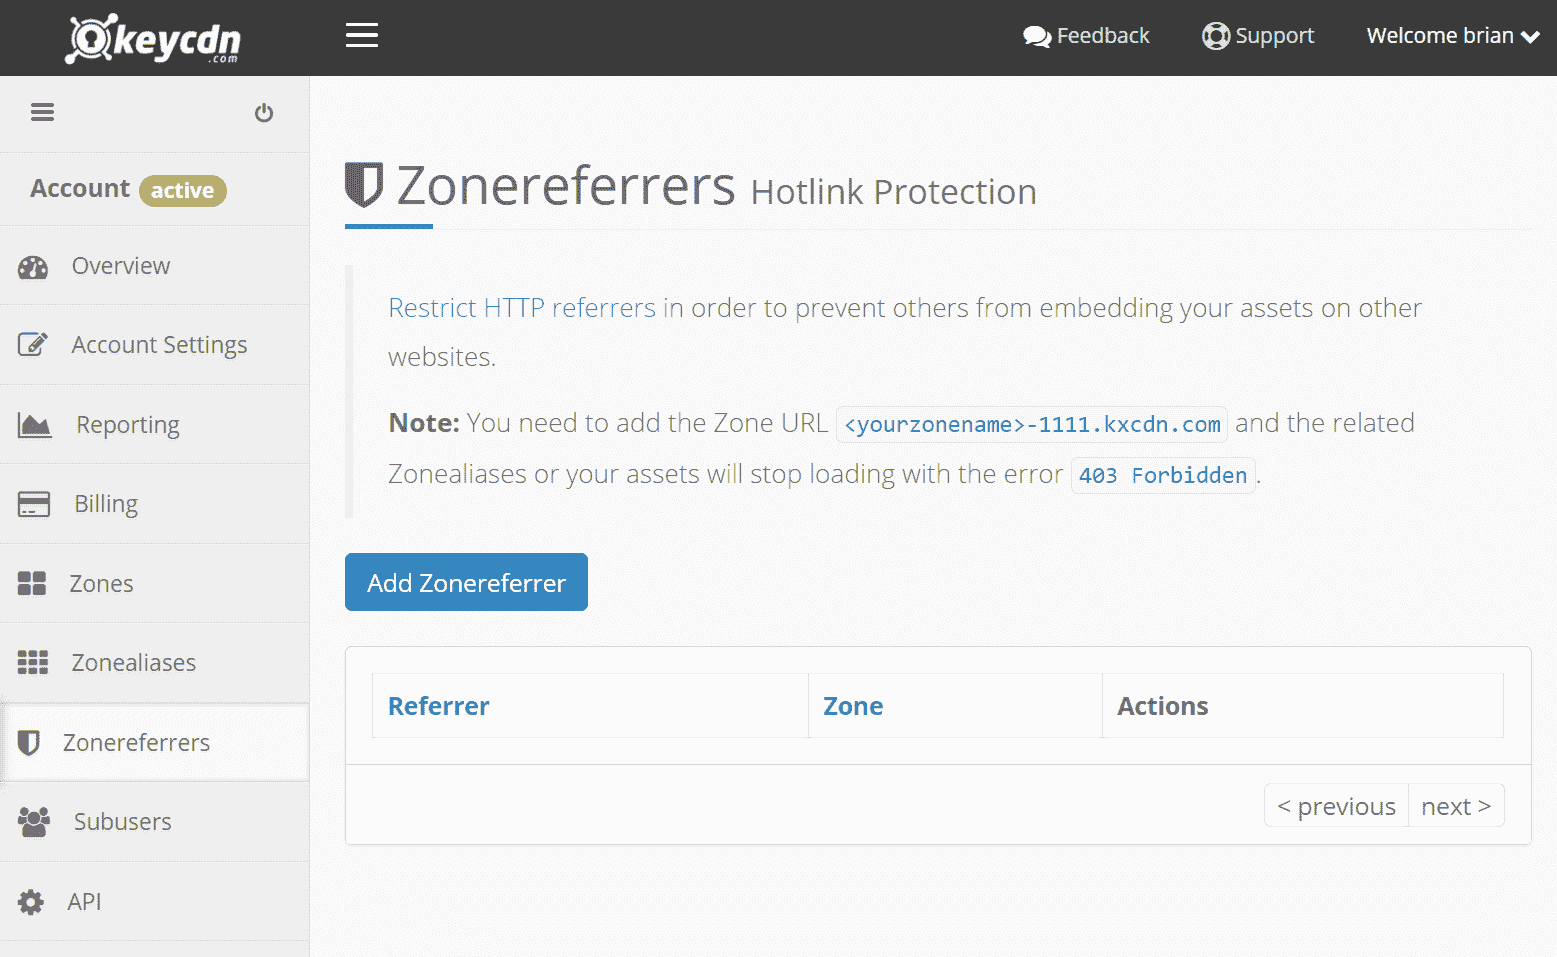 keycdn
.com
Feedback
Support
Welcome brian
Account active
Overview
Account Settings
Reporting
Billing
Zones
Zonealiases
Zonereferrers
Subusers
API
Zonereferrers Hotlink Protection
Restrict HTTP referrers in order to prevent others from embedding your assets on other
websites.
Note: You need to add the Zone URL <yourzonename>-1111.kxcdn.com and the related
Zonealiases or your assets will stop loading with the error 403 Forbidden.
Add Zonereferrer
Referrer Zone Actions
< previous next >